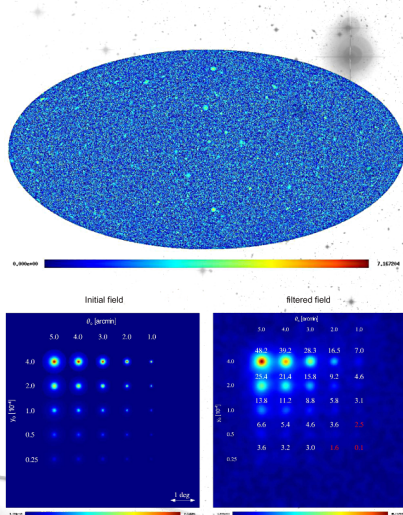 0.000e+00
7.167204
Initial field
filtered field
θc [arcmin]
5.0 4.0 3.0 2.0 1.0
4.0
2.0
1.0
0.5
0.25
1 deg
θc [arcmin]
5.0 4.0 3.0 2.0 1.0
48.2 39.2 28.3 16.5 7.0
4.0
25.4 21.4 15.8 9.2 4.6
2.0
13.8 11.2 8.8 5.8 3.1
1.0
6.6 5.4 4.6 3.6 2.5
0.5
3.6 3.2 3.0 1.6 0.1
0.25